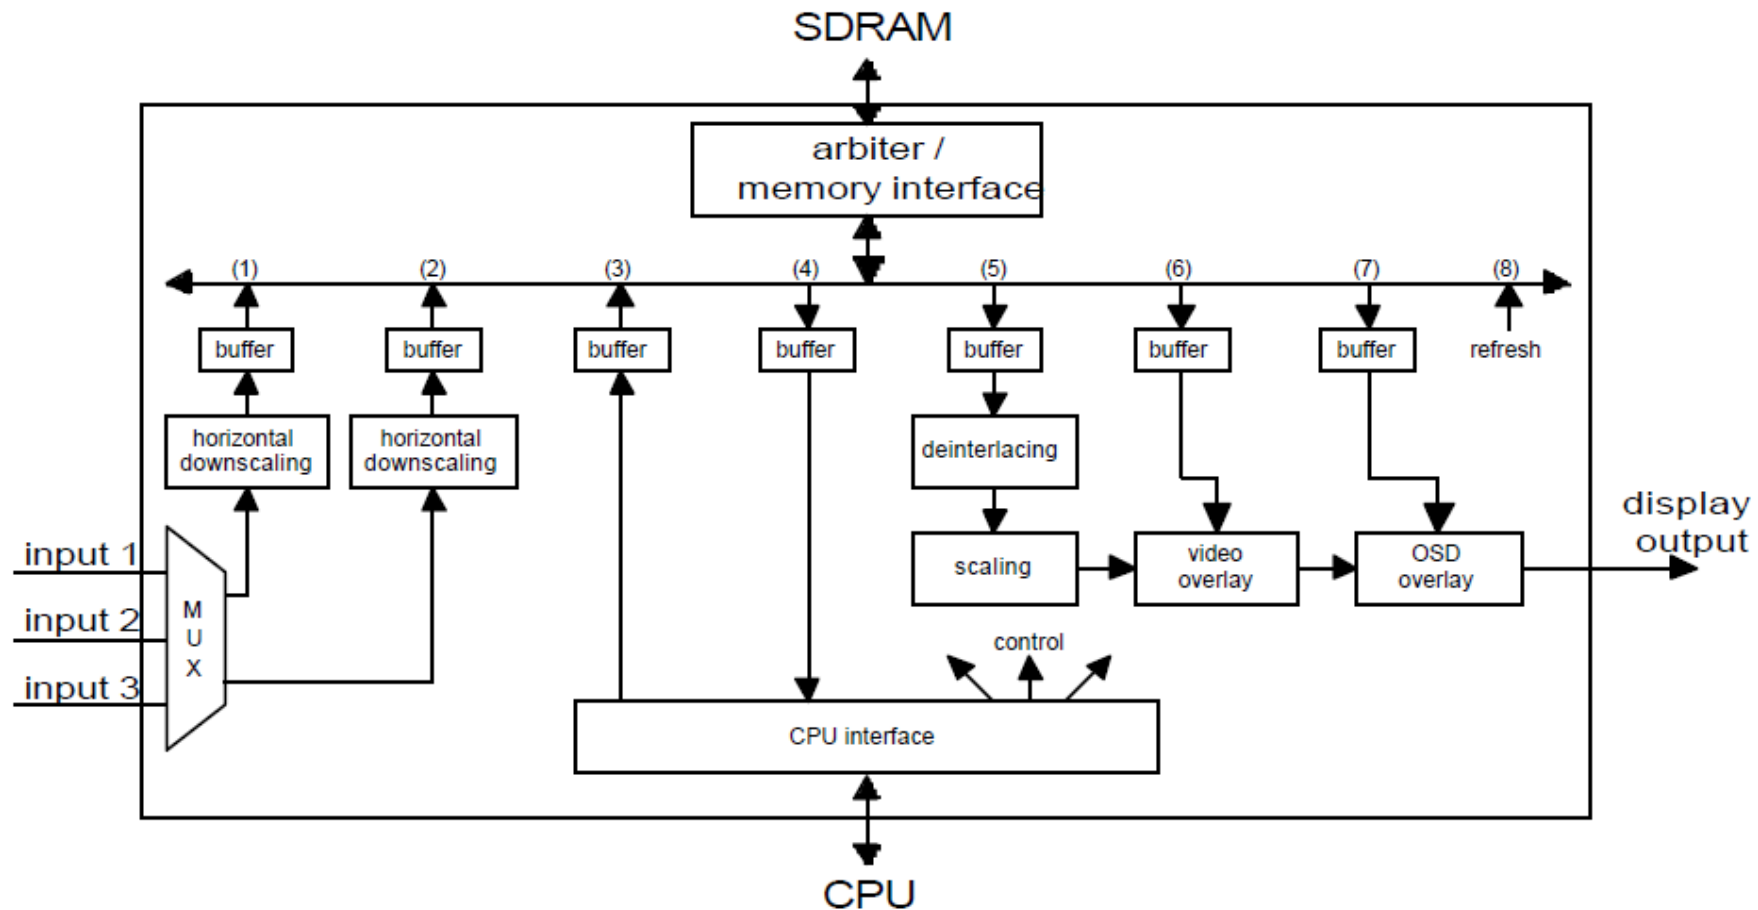 SDRAM
arbiter /
memory interface
(1)
(2)
(3)
(4)
(5)
(6)
(7)
(8)
buffer
buffer
buffer
buffer
buffer
buffer
buffer
refresh
horizontal
downscaling
horizontal
downscaling
deinterlacing
scaling
video
overlay
OSD
overlay
display
output
input 1
input 2
input 3
M
U
X
control
CPU interface
CPU